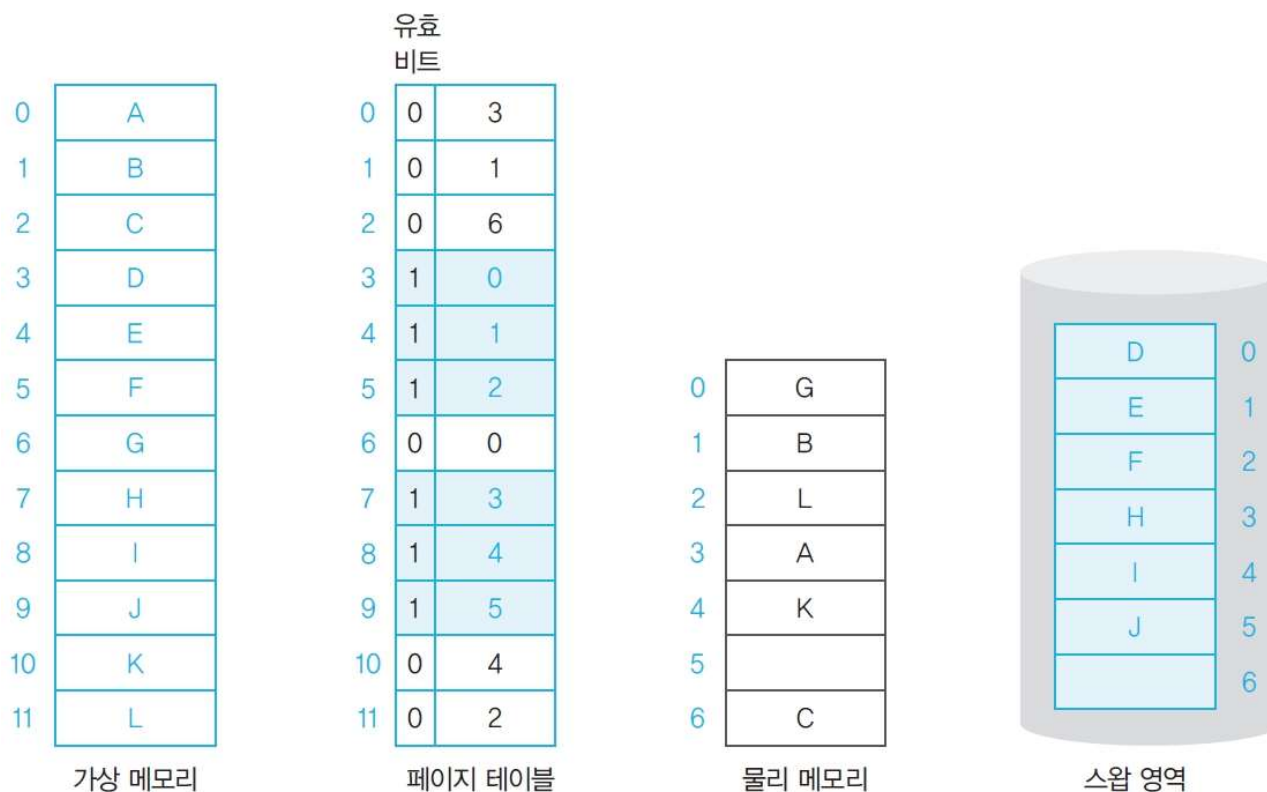 유효
비트
0 A 0 0 3
1 B 1 0 1
2 C 2 0 6
3 D 3 1 0
4 E 4 1 1 D 0
5 F 5 1 2 0 G E 1
6 G 6 0 0 1 B F 2
7 H 7 1 3 2 L H 3
8 I 8 1 4 3 A I 4
9 J 9 1 5 4 K J 5
10 K 10 0 4 5 6
11 L 11 0 2 6 C
가상 메모리 페이지 테이블 물리 메모리 스왑 영역